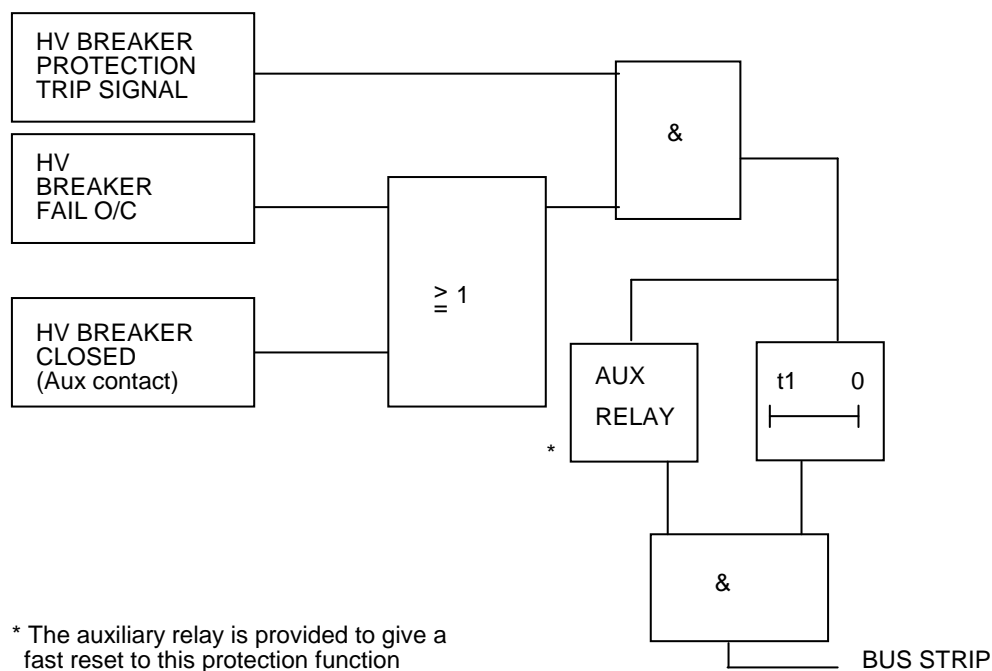 HV BREAKER
PROTECTION
TRIP SIGNAL
&
HV
BREAKER
FAIL O/C
≥ 1
=
HV BREAKER
CLOSED
(Aux contact)
AUX
RELAY
*
t1 0
&
* The auxiliary relay is provided to give a
fast reset to this protection function
BUS STRIP